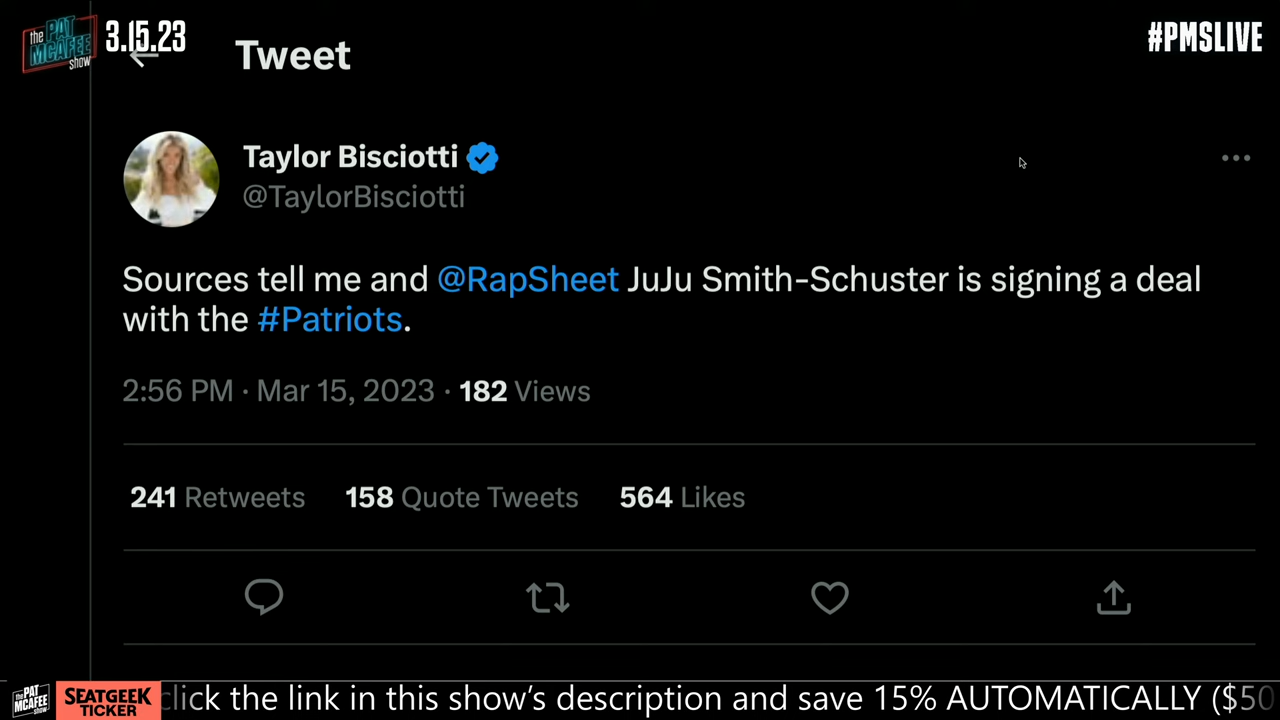 the PAT MCAFEE show
3.15.23
#PMSLIVE
Tweet
Taylor Bisciotti
@TaylorBisciotti
Sources tell me and @RapSheet JuJu Smith-Schuster is signing a deal
with the #Patriots.
2:56 PM · Mar 15, 2023 · 182 Views
241 Retweets 158 Quote Tweets 564 Likes
the PAT MCAFEE show
SEATGEEK
TICKER
click the link in this show's description and save 15% AUTOMATICALLY ($50